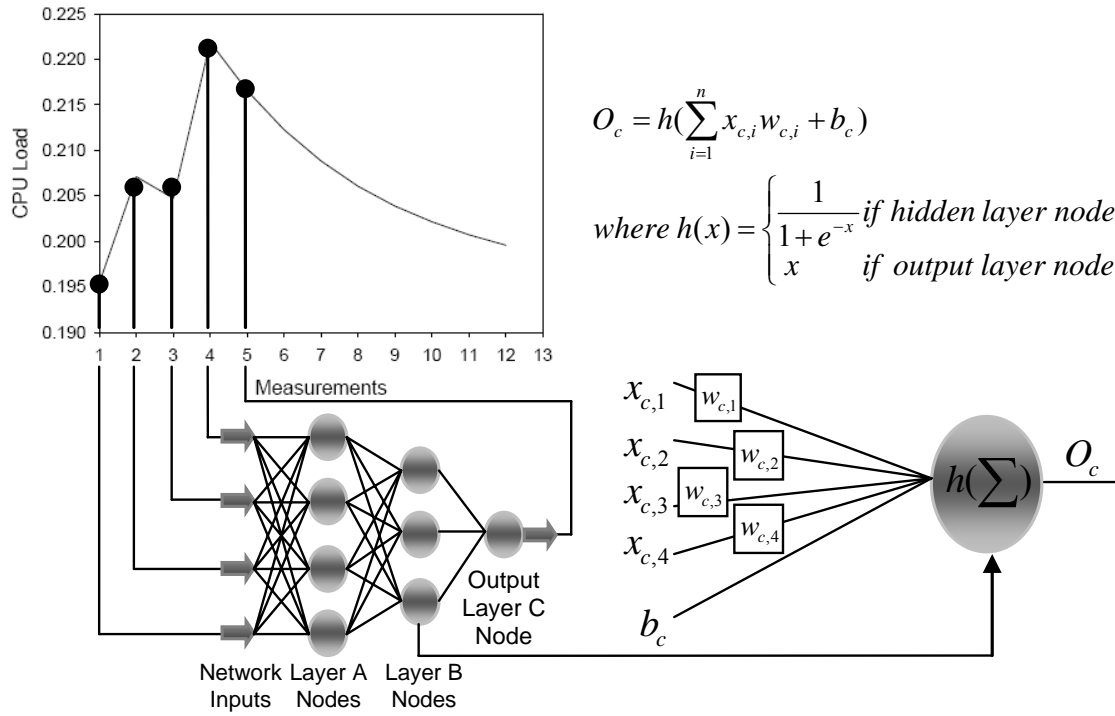 0.225
0.220
0.215
0.210
0.205
0.200
0.195
0.190
CPU Load
1 2 3 4 5 6 7 8 9 10 11 12 13
Measurements
O_c = h(∑_{i=1}^{n} x_{c,i} w_{c,i} + b_c)
where h(x) = { 1 / (1 + e^{-x}) if hidden layer node
x if output layer node
x_{c,1} w_{c,1}
x_{c,2} w_{c,2}
x_{c,3} w_{c,3}
x_{c,4} w_{c,4}
b_c
h(∑)
O_c
Output
Layer C
Node
Network
Inputs
Layer A
Nodes
Layer B
Nodes